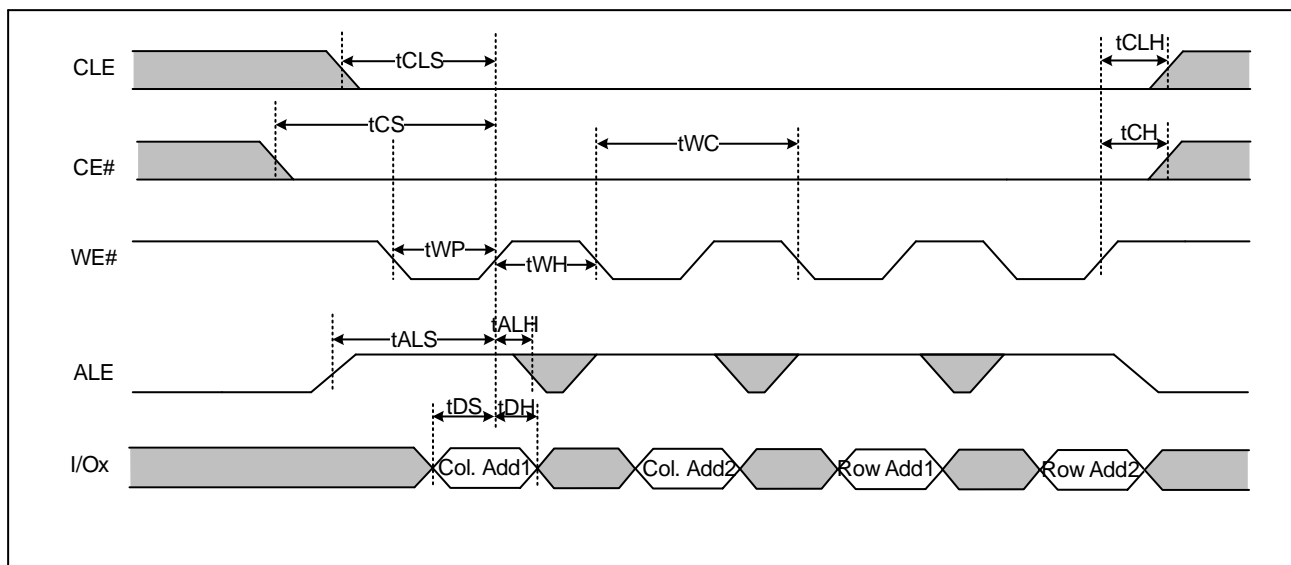 CLE
tCLS
tCLH
CE#
tCS
tWC
tCH
WE#
tWP
tWH
ALE
tALS
tALH
tDS
tDH
I/Ox
Col. Add1
Col. Add2
Row Add1
Row Add2